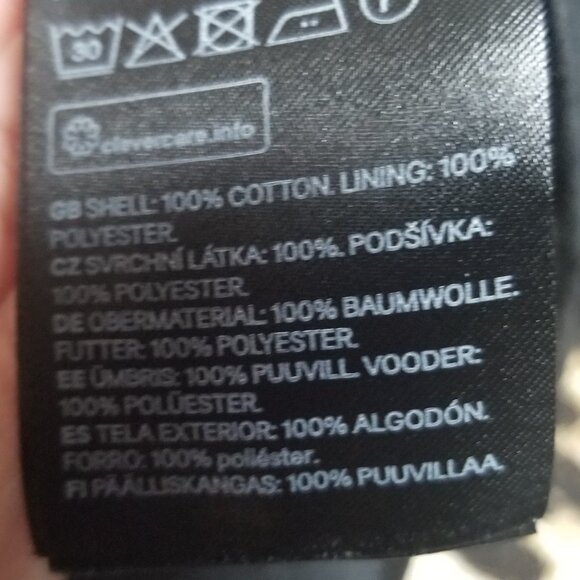 30
clevercare.info
GB SHELL: 100% COTTON. LINING: 100%
POLYESTER.
CZ SVRCHNÍ LÁTKA: 100%. PODŠÍVKA:
100% POLYESTER.
DE OBERMATERIAL: 100% BAUMWOLLE.
FUTTER: 100% POLYESTER.
EE ÜMBRIS: 100% PUUVILL. VOODER:
100% POLÜESTER.
ES TELA EXTERIOR: 100% ALGODÓN.
FORRO: 100% poliéster.
FI PÄÄLLISKANGAS: 100% PUUVILLAA.